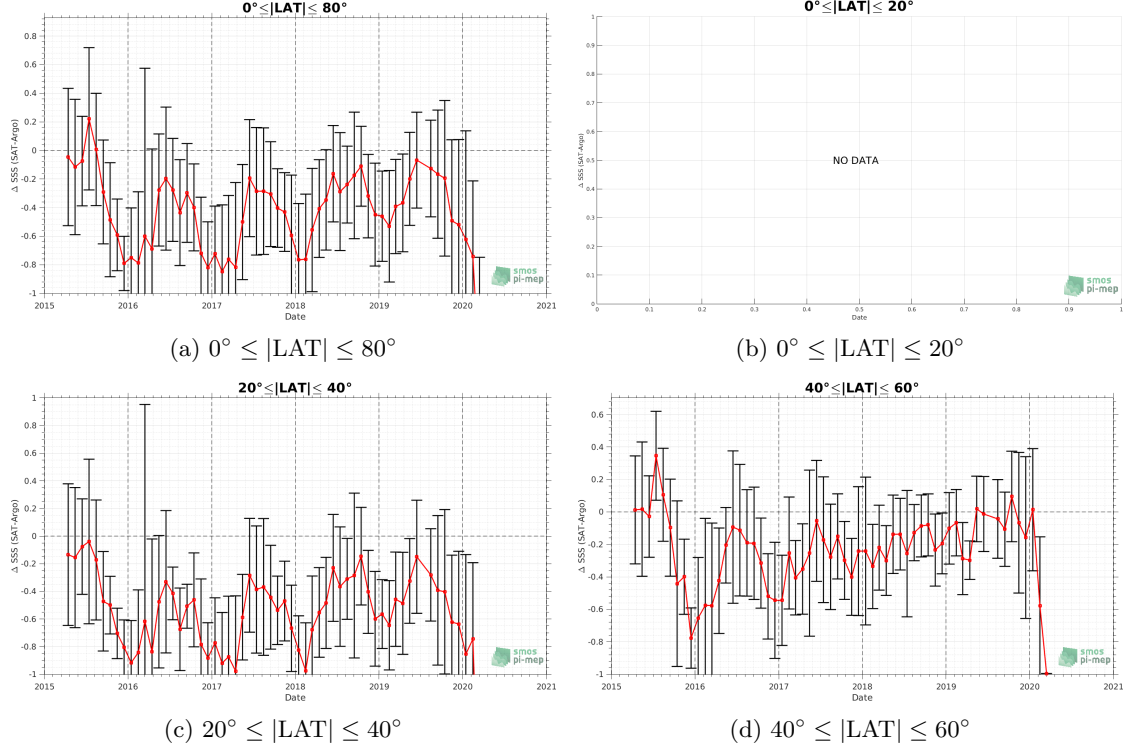 0°≤|LAT|≤ 80°
Δ SSS (SAT-Argo)
0.8
0.6
0.4
0.2
0
-0.2
-0.4
-0.6
-0.8
-1
2015 2016 2017 2018 2019 2020 2021
Date
smos
pi-mep
(a) 0° ≤ |LAT| ≤ 80°
0°≤|LAT|≤ 20°
Δ SSS (SAT-Argo)
1
0.9
0.8
0.7
0.6
0.5
0.4
0.3
0.2
0.1
0
NO DATA
0 0.1 0.2 0.3 0.4 0.5 0.6 0.7 0.8 0.9 1
Date
smos
pi-mep
(b) 0° ≤ |LAT| ≤ 20°
20°≤|LAT|≤ 40°
Δ SSS (SAT-Argo)
1
0.8
0.6
0.4
0.2
0
-0.2
-0.4
-0.6
-0.8
-1
2015 2016 2017 2018 2019 2020 2021
Date
smos
pi-mep
(c) 20° ≤ |LAT| ≤ 40°
40°≤|LAT|≤ 60°
Δ SSS (SAT-Argo)
0.6
0.4
0.2
0
-0.2
-0.4
-0.6
-0.8
-1
2015 2016 2017 2018 2019 2020 2021
Date
smos
pi-mep
(d) 40° ≤ |LAT| ≤ 60°